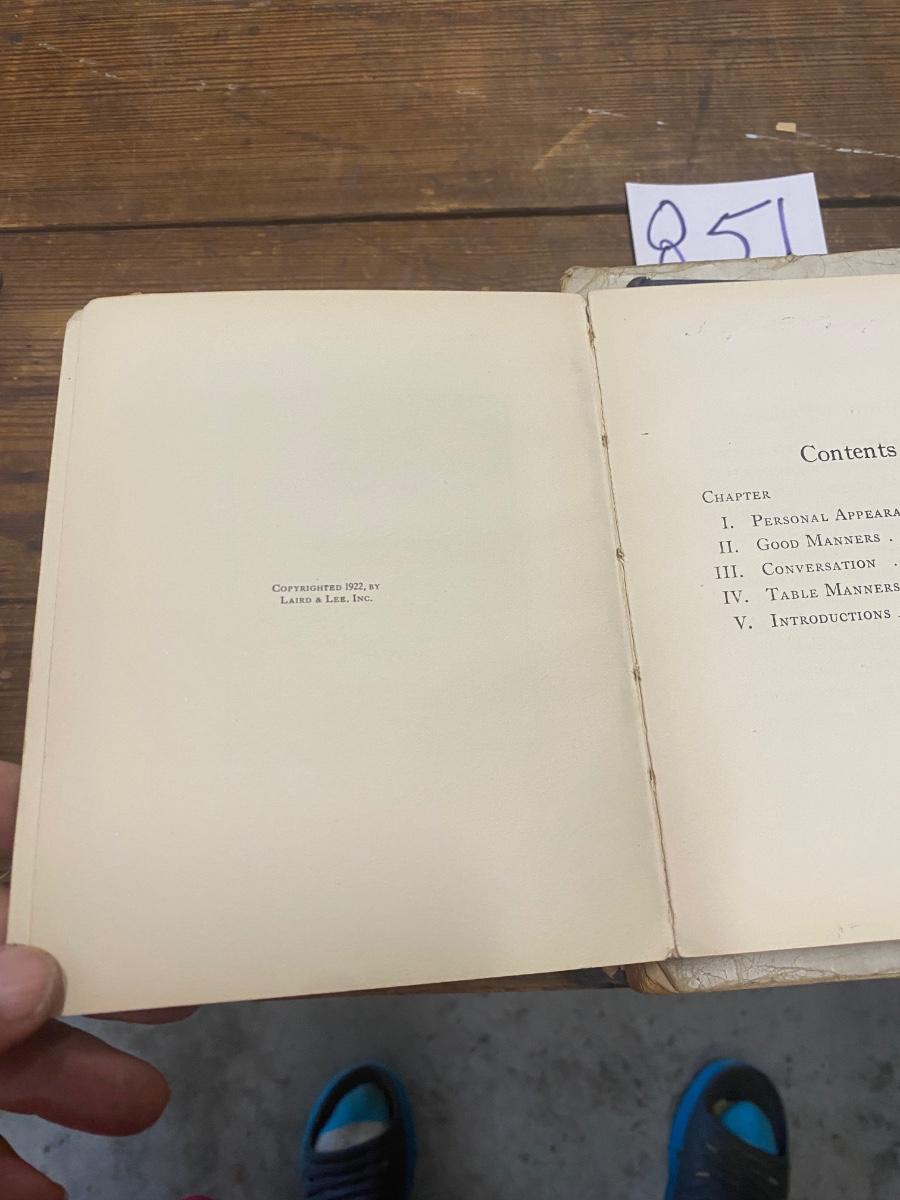 851
COPYRIGHTED 1922, BY
LAIRD & LEE, INC.
Contents
CHAPTER
I. PERSONAL APPEARA
II. GOOD MANNERS .
III. CONVERSATION .
IV. TABLE MANNERS
V. INTRODUCTIONS .